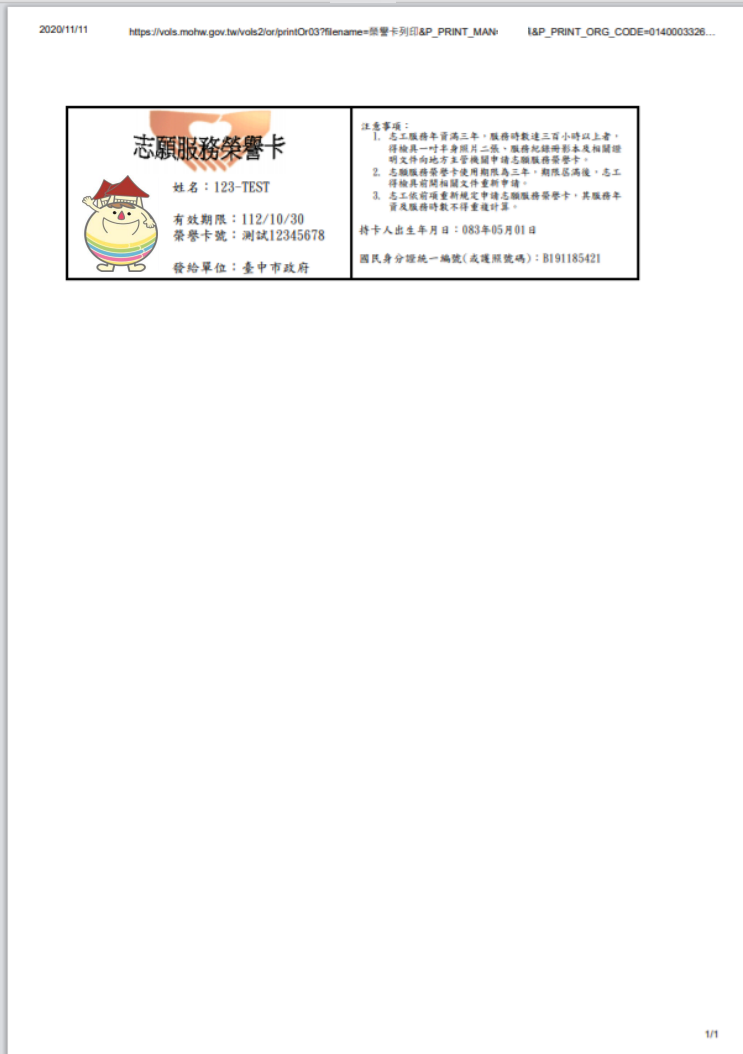 2020/11/11
https://vols.mohw.gov.tw/vols2/or/printOr03?filename=榮譽卡列印&P_PRINT_MAN
&P_PRINT_ORG_CODE=0140003326…
志願服務榮譽卡
姓名：123-TEST
有效期限：112/10/30
榮譽卡號：測試12345678
發給單位：臺中市政府
注意事項：
1. 志工服務年資滿三年，服務時數達三百小時以上者，
得檢具一吋半身照片二張、服務紀錄冊影本及相關證
明文件向地方主管機關申請志願服務榮譽卡。
2. 志願服務榮譽卡使用期限為三年，期限屆滿後，志工
得檢具前開相關文件重新申請。
3. 志工依前項重新規定申請志願服務榮譽卡，其服務年
資及服務時數不得重複計算。
持卡人出生年月日：083年05月01日
國民身分證統一編號(或護照號碼)：B191185421
1/1